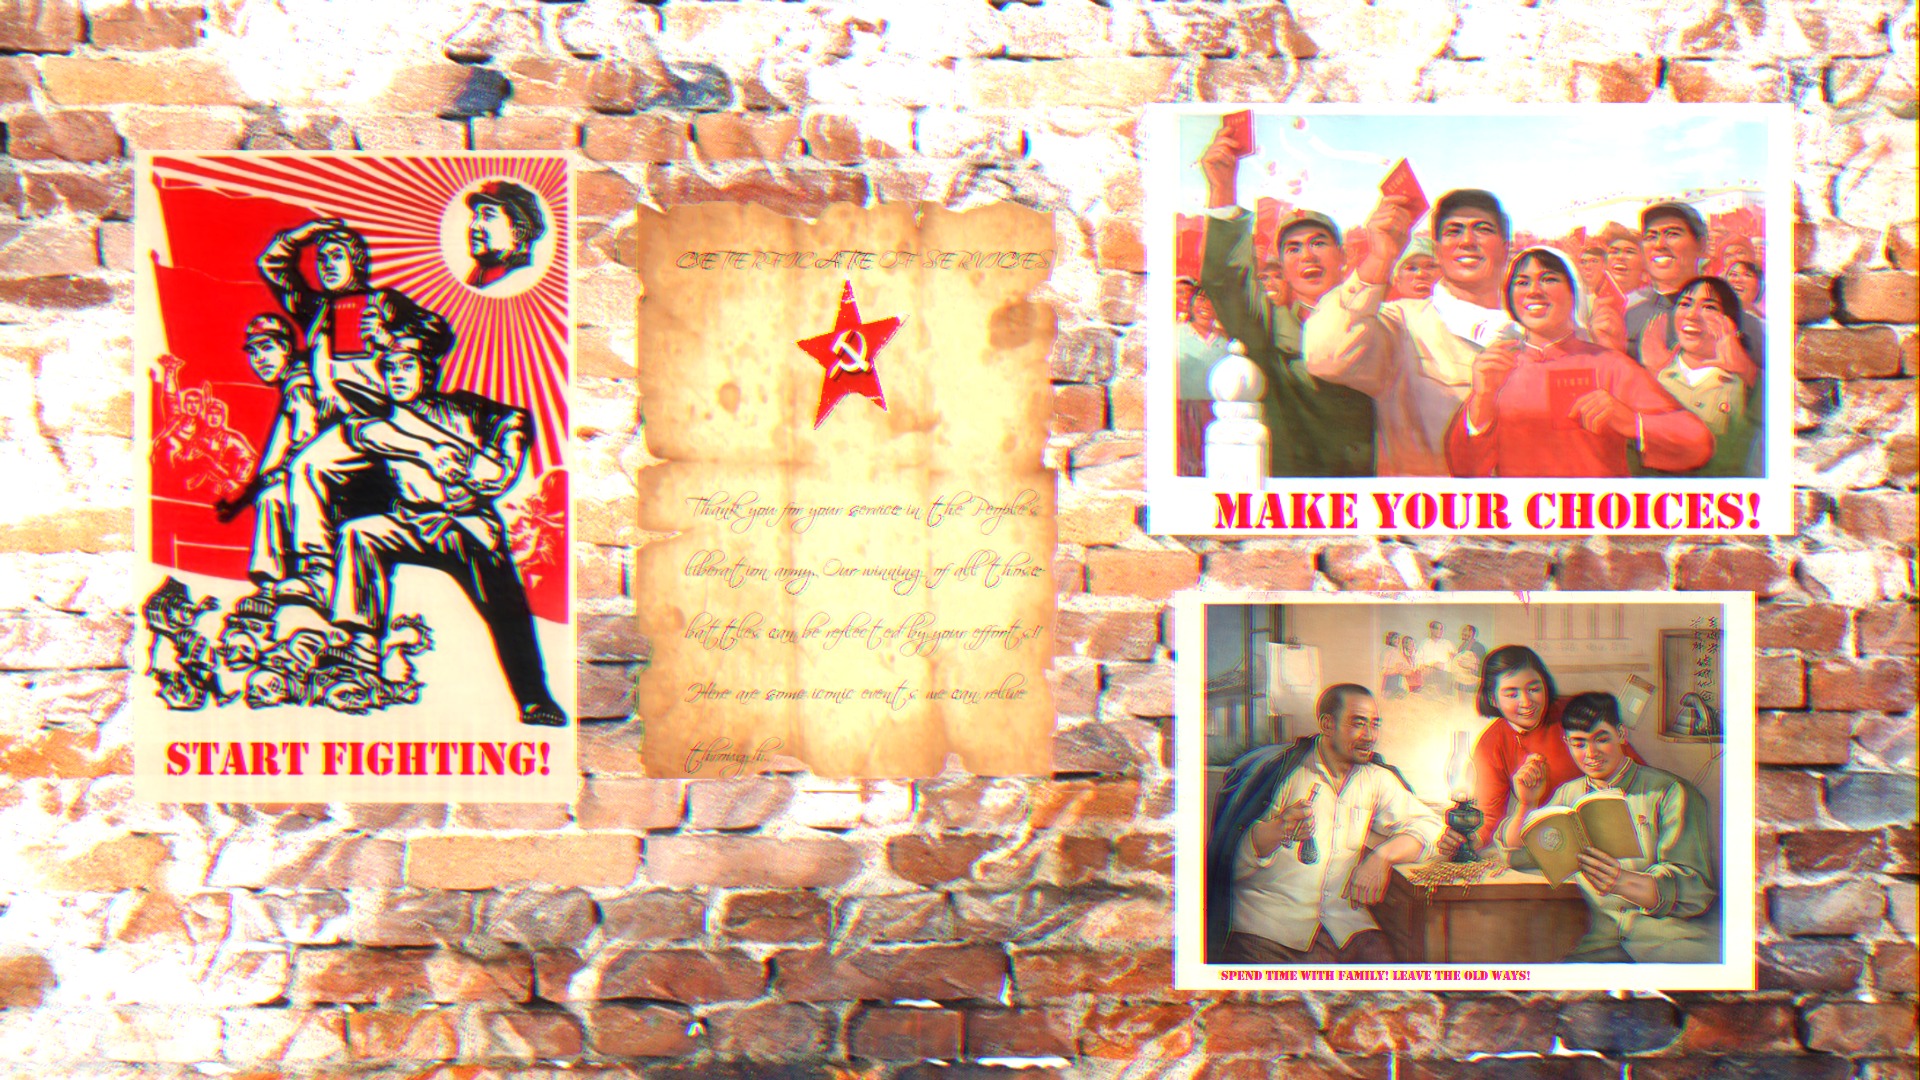 START FIGHTING!
CETERFICATE OF SERVICES
Thank you for your service in the People's
liberation army. Our winning of all those
battles can be reflected by your efforts!!
Here are some iconic events we can relive
through...
MAKE YOUR CHOICES!
SPEND TIME WITH FAMILY! LEAVE THE OLD WAYS!